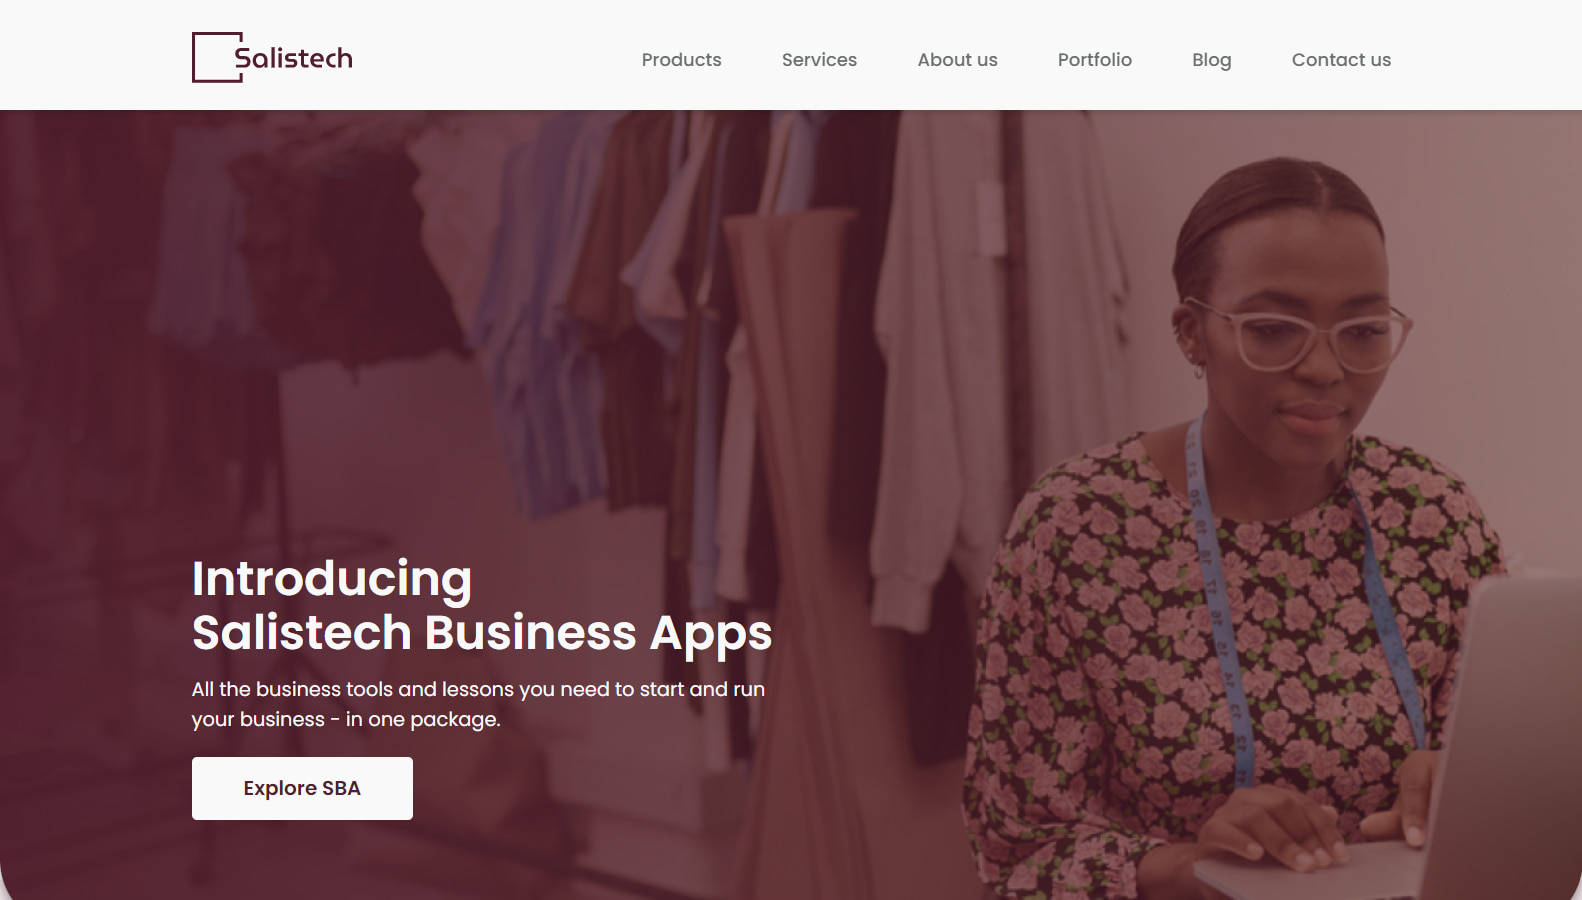 Salistech
Products
Services
About us
Portfolio
Blog
Contact us
Introducing
Salistech Business Apps
All the business tools and lessons you need to start and run
your business - in one package.
Explore SBA